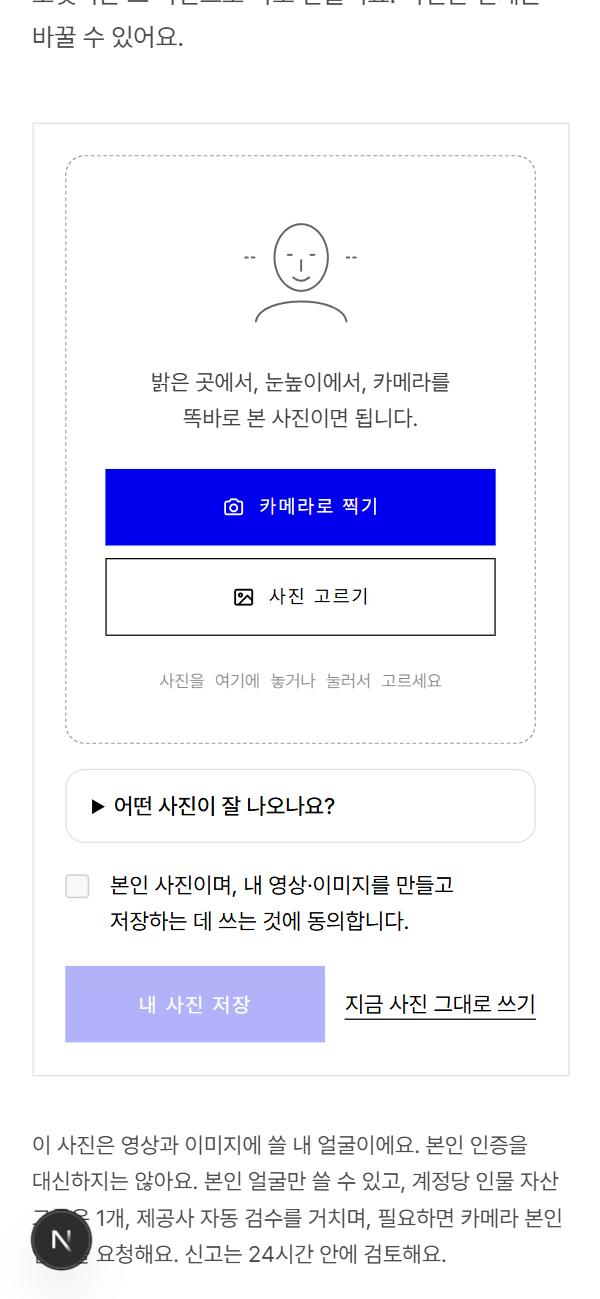 바꿀 수 있어요.
밝은 곳에서, 눈높이에서, 카메라를
똑바로 본 사진이면 됩니다.
카메라로 찍기
사진 고르기
사진을 여기에 놓거나 눌러서 고르세요
▶ 어떤 사진이 잘 나오나요?
본인 사진이며, 내 영상·이미지를 만들고
저장하는 데 쓰는 것에 동의합니다.
내 사진 저장
지금 사진 그대로 쓰기
이 사진은 영상과 이미지에 쓸 내 얼굴이에요. 본인 인증을
대신하지는 않아요. 본인 얼굴만 쓸 수 있고, 계정당 인물 자산
1개, 제공사 자동 검수를 거치며, 필요하면 카메라 본인
N
요청해요. 신고는 24시간 안에 검토해요.